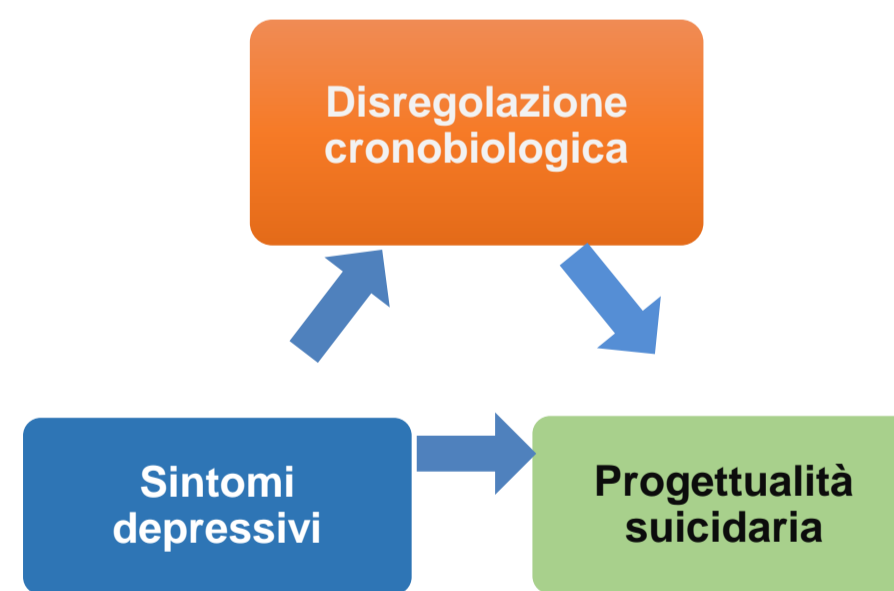 Disregolazione
cronobiologica
Sintomi
depressivi
Progettualità
suicidaria